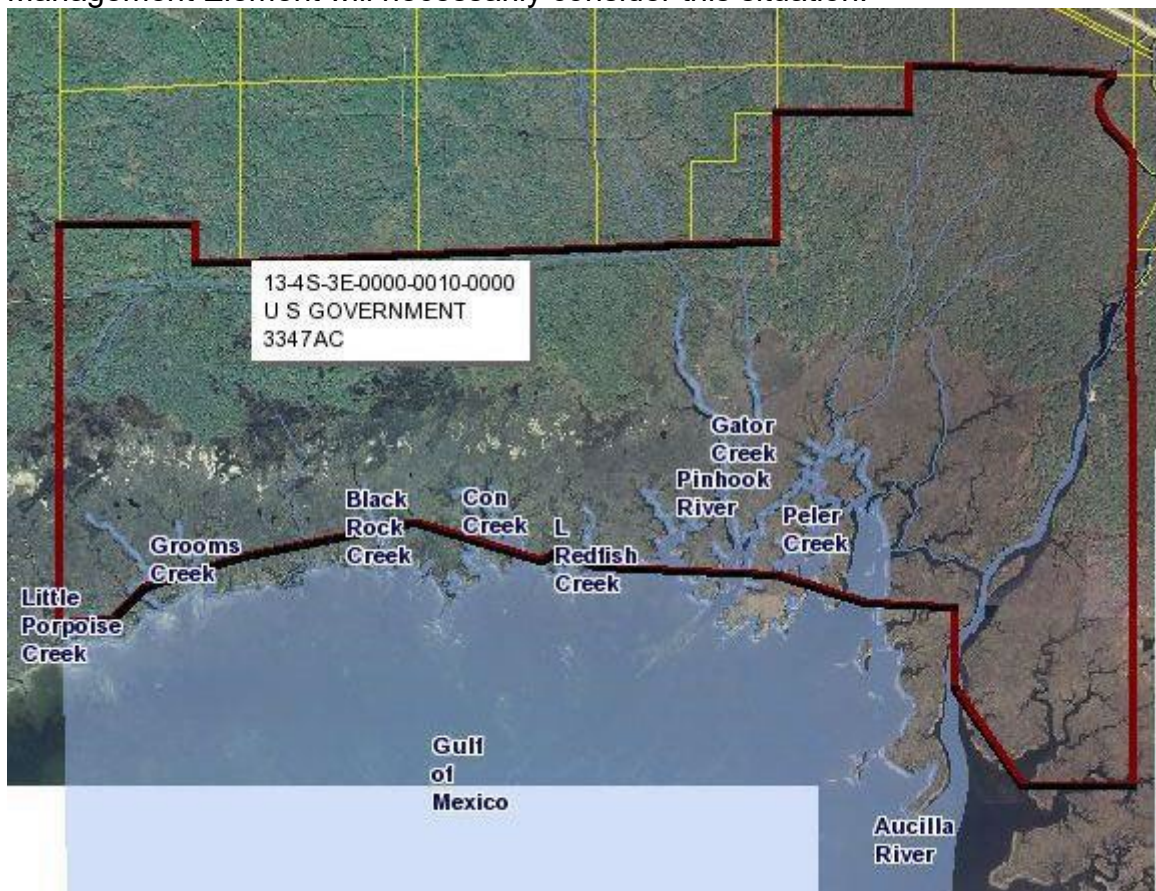 Management Element will necessarily consider this situation.
13-4S-3E-0000-0010-0000
U S GOVERNMENT
3347AC
Gator
Creek
Pinhook
River
Black
Rock
Creek
Con
Creek
L
Redfish
Creek
Peler
Creek
Grooms
Creek
Little
Porpoise
Creek
Gulf
of
Mexico
Aucilla
River